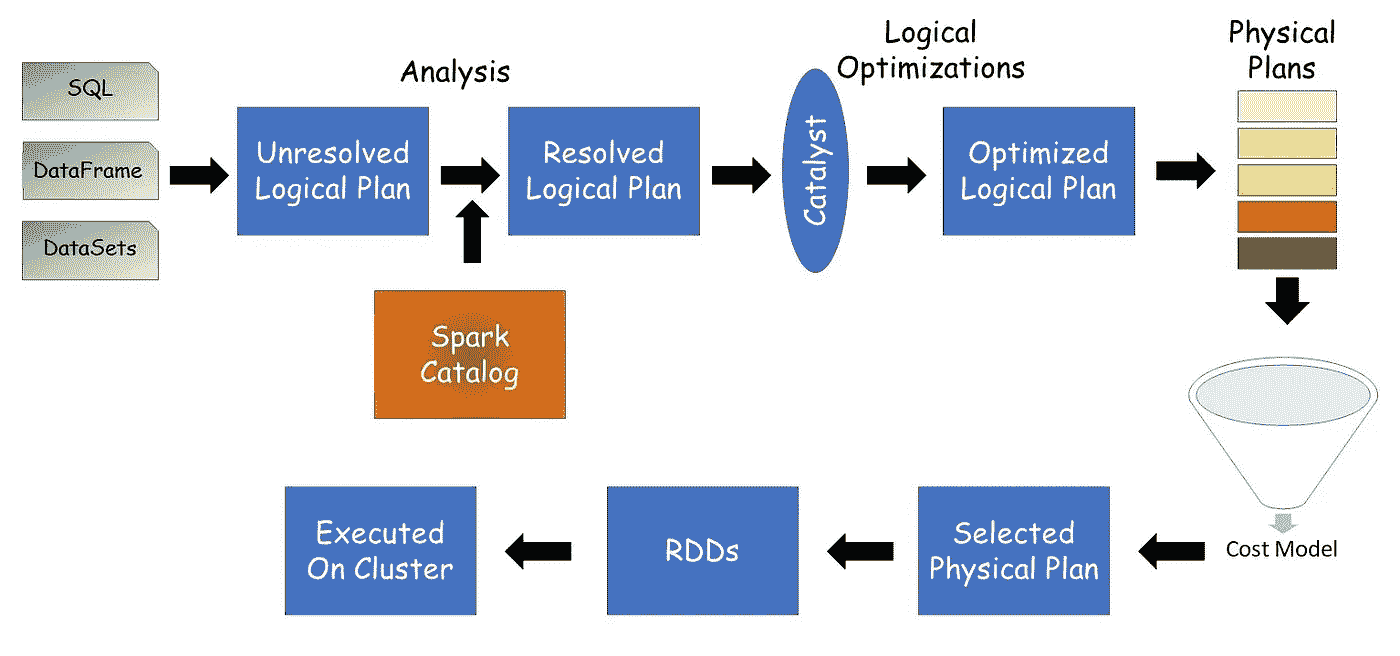 SQL
DataFrame
DataSets
Analysis
Unresolved
Logical Plan
Resolved
Logical Plan
Spark
Catalog
Logical
Optimizations
Catalyst
Optimized
Logical Plan
Physical
Plans
Cost Model
Selected
Physical Plan
RDDs
Executed
On Cluster